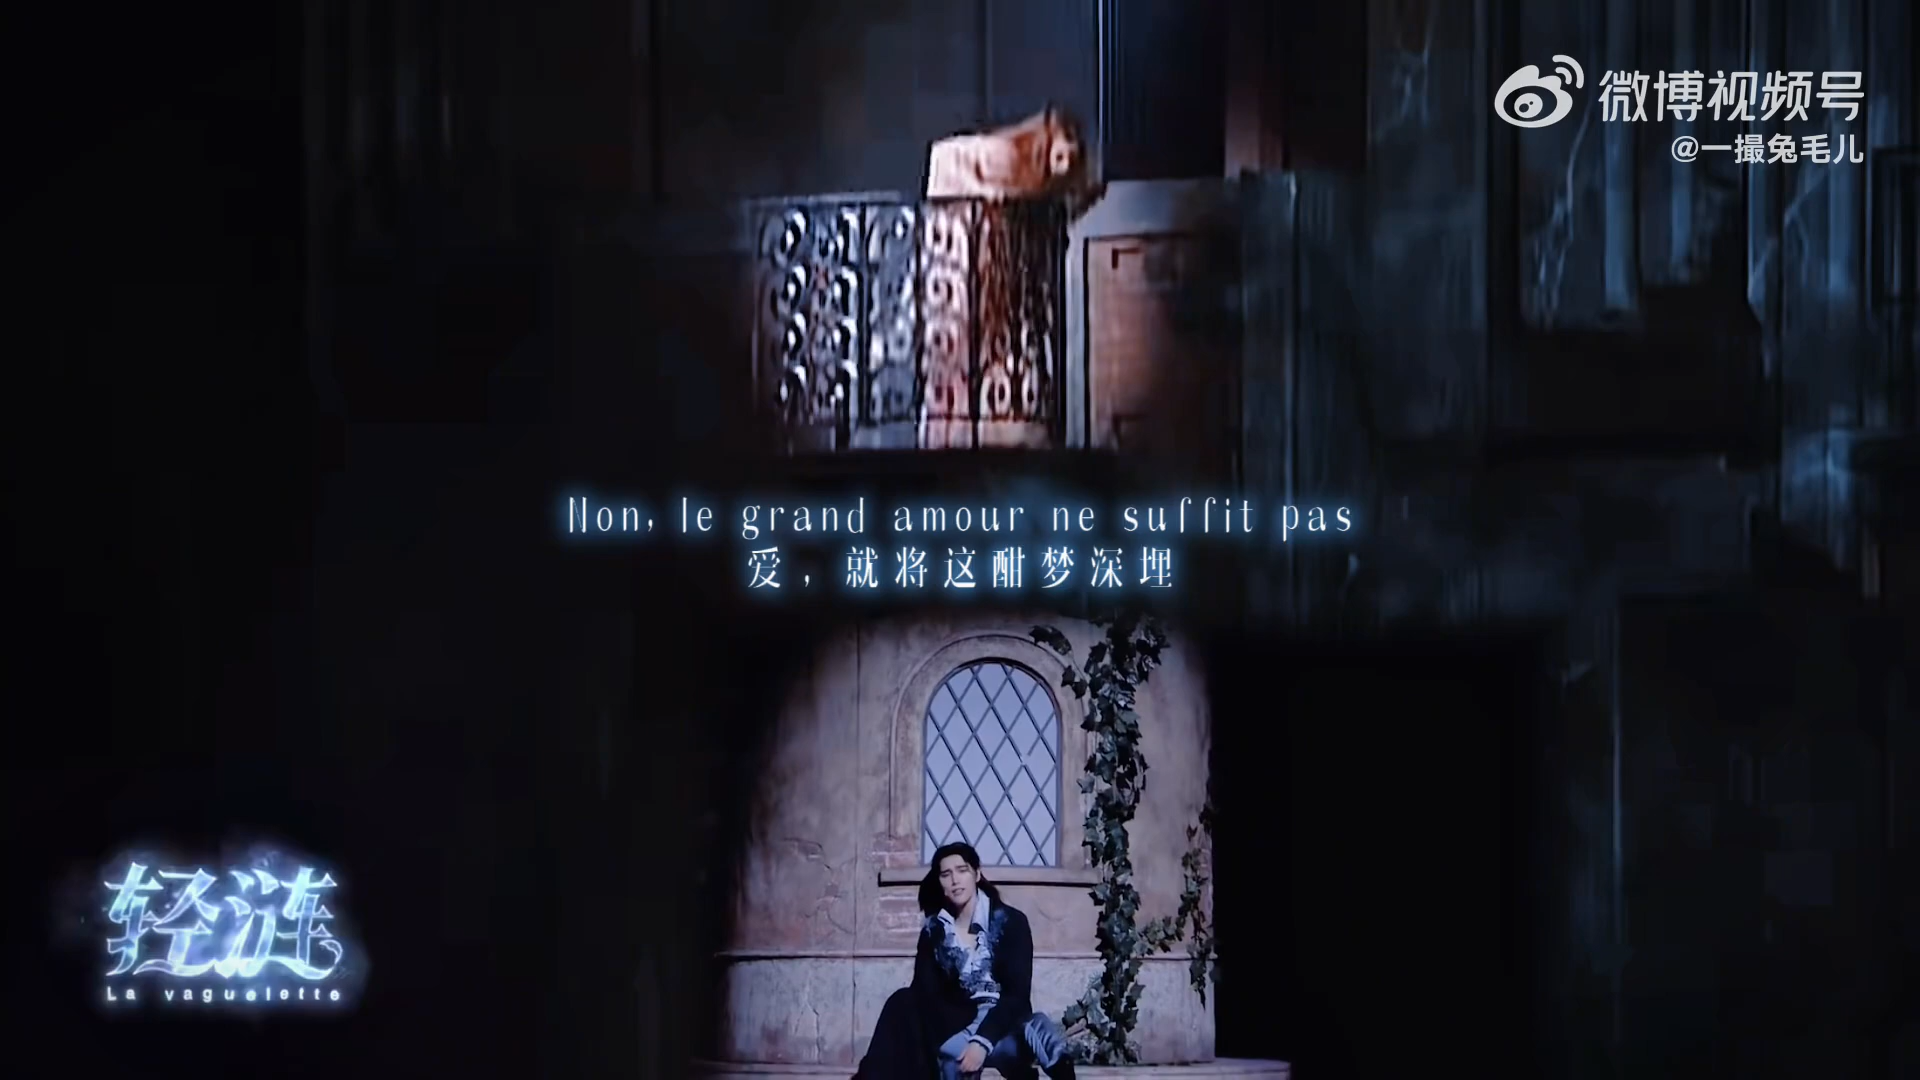 微博视频号
@一撮兔毛儿
Non, le grand amour ne suffit pas
爱，就将这酣梦深埋
轻涟
La vaguelette